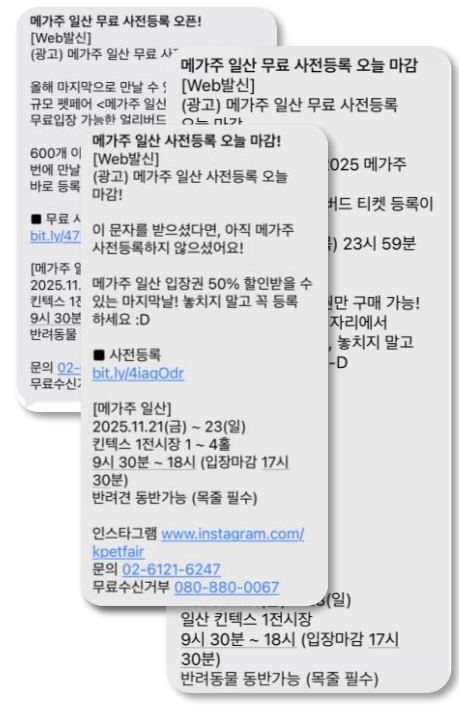 메가주 일산 무료 사전등록 오픈!
[Web발신]
(광고) 메가주 일산 무료
올해 마지막으로 만날 수
규모 펫페어 <메가주 일산
무료입장 가능한 얼리버드
600개
번에 만날
바로 등록
■ 무료
bit.ly/47
[메가주
2025.11.
킨텍스
9시 30분
반려동물
문의 02-
무료수신
메가주 일산 무료 사전등록 오늘 마감
[Web발신]
(광고) 메가주 일산 무료 사전등록
오늘 마감
2025 메가주
버드 티켓 등록이
23시 59분
구매 가능!
자리에서
, 놓치지 말고
-D
(일)
일산 킨텍스 1전시장
9시 30분 ~ 18시 (입장마감 17시
30분)
반려동물 동반가능 (목줄 필수)
메가주 일산 사전등록 오늘 마감!
[Web발신]
(광고) 메가주 일산 사전등록 오늘
마감!
이 문자를 받으셨다면, 아직 메가주
사전등록하지 않으셨어요!
메가주 일산 입장권 50% 할인받을 수
있는 마지막날! 놓치지 말고 꼭 등록
하세요 :D
■ 사전등록
bit.ly/4iaqOdr
[메가주 일산]
2025.11.21(금) ~ 23(일)
킨텍스 1전시장 1 ~ 4홀
9시 30분 ~ 18시 (입장마감 17시
30분)
반려견 동반가능 (목줄 필수)
인스타그램 www.instagram.com/
kpetfair
문의 02-6121-6247
무료수신거부 080-880-0067